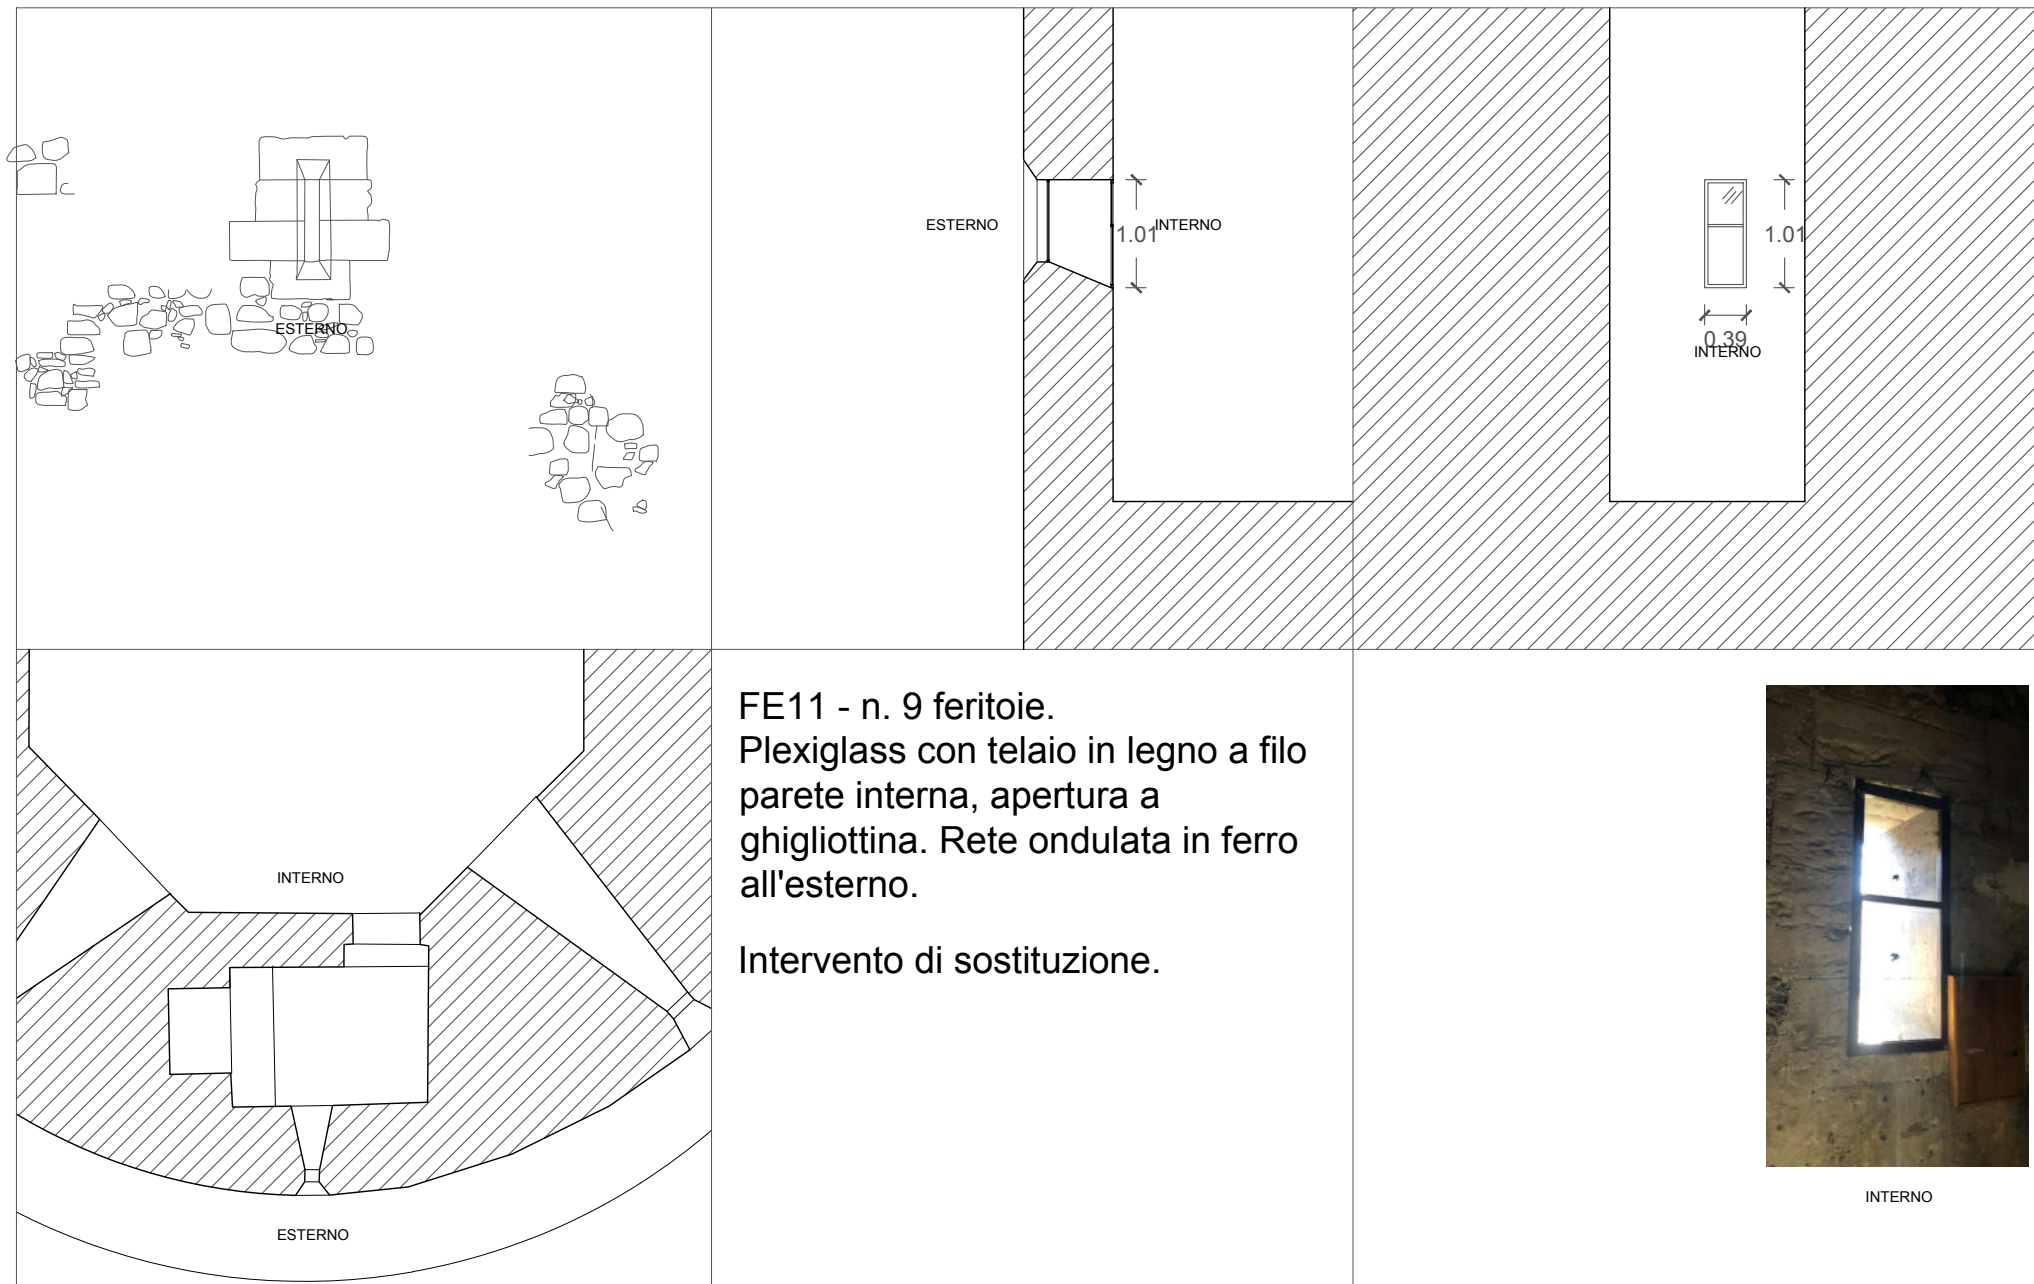 ESTERNO
ESTERNO
1.01
INTERNO
1.01
0.39
INTERNO
INTERNO
ESTERNO
FE11 - n. 9 feritoie.
Plexiglass con telaio in legno a filo
parete interna, apertura a
ghigliottina. Rete ondulata in ferro
all'esterno.
Intervento di sostituzione.
INTERNO